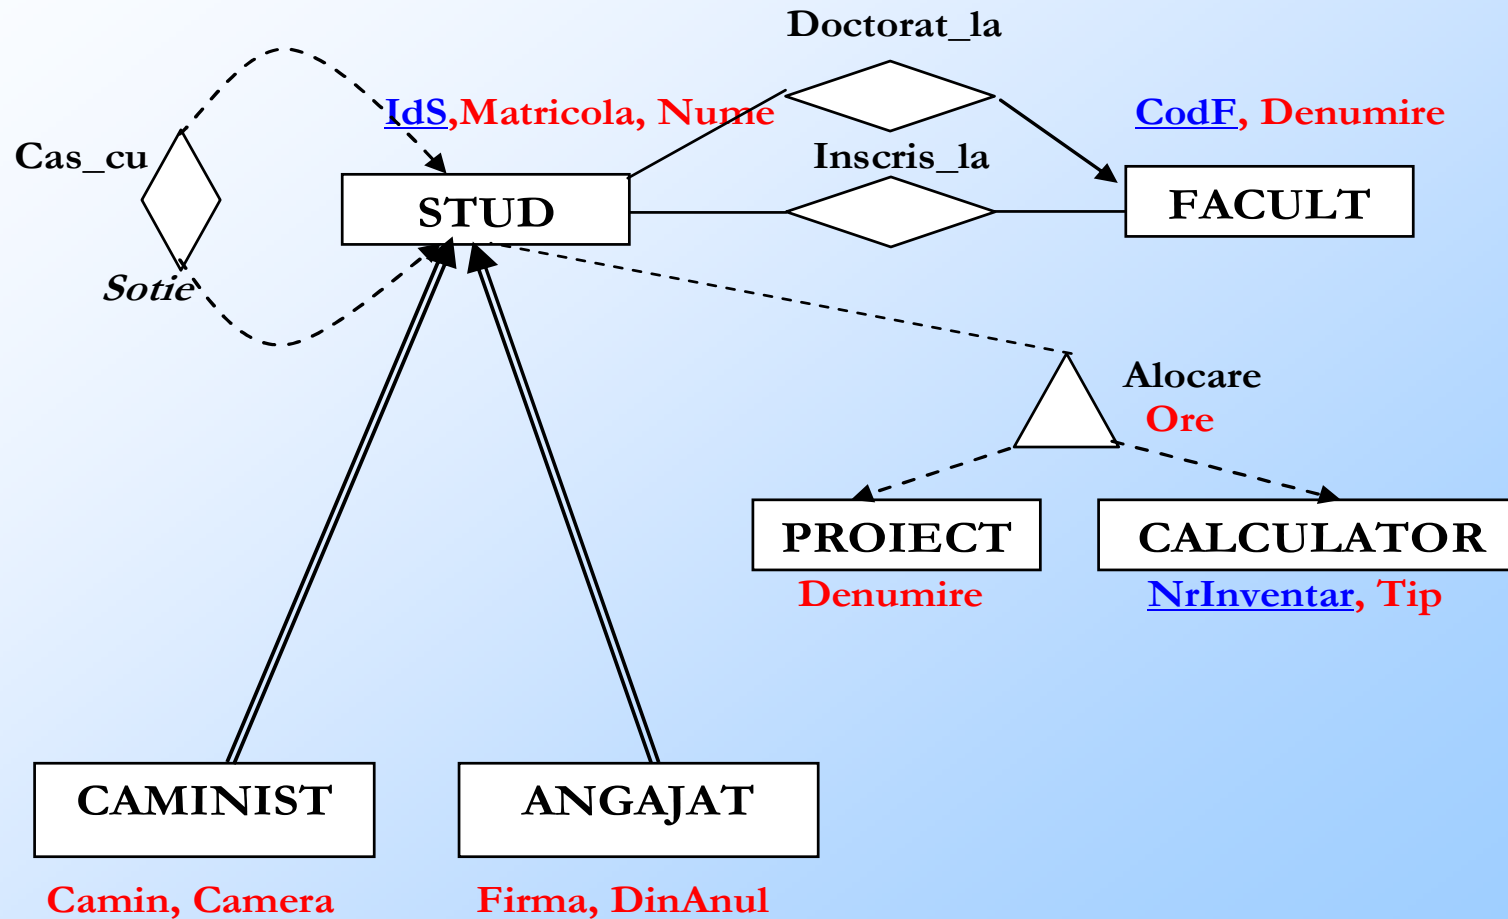 Doctorat_la
IdS,Matricola, Nume
CodF, Denumire
Cas_cu
Inscris_la
STUD
FACULT
Sotie
Alocare
Ore
PROIECT
CALCULATOR
Denumire
NrInventar, Tip
CAMINIST
ANGAJAT
Camin, Camera
Firma, DinAnul